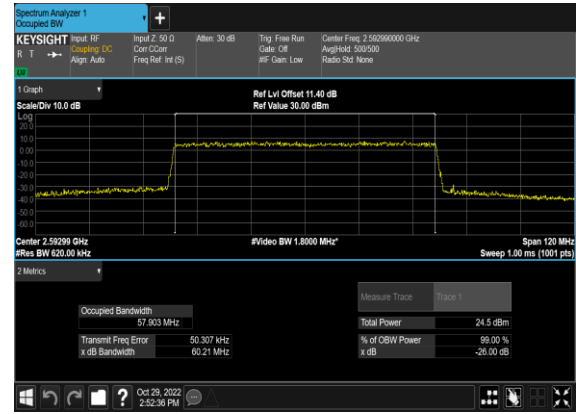 Spectrum Analyzer 1
Occupied BW
+
KEYSIGHT Input: RF Input Z: 50 Ω Atten: 30 dB Trig: Free Run Center Freq: 2.592990000 GHz
R T Coupling: DC Corr CCorr Gate: Off Avg|Hold: 500/500
Align: Auto Freq Ref: Int (S) #IF Gain: Low Radio Std: None
LW
1 Graph Ref Lvl Offset 11.40 dB
Scale/Div 10.0 dB Ref Value 30.00 dBm
Log
20.0
10.0
0.00
-10.0
-20.0
-30.0
-40.0
-50.0
-60.0
Center 2.59299 GHz #Video BW 1.8000 MHz* Span 120 MHz
#Res BW 620.00 kHz Sweep 1.00 ms (1001 pts)
2 Metrics
Measure Trace Trace 1
Occupied Bandwidth
57.903 MHz Total Power 24.5 dBm
Transmit Freq Error 50.307 kHz % of OBW Power 99.00 %
x dB Bandwidth 60.21 MHz x dB -26.00 dB
? Oct 29, 2022
2:52:36 PM